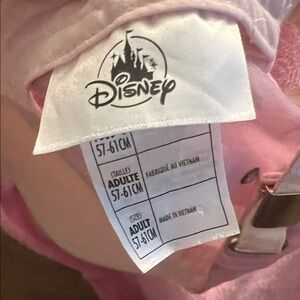 Disney
57-61CM
(TAILLE)
ADULTE
57-61CM
FABRIQUÉ AU VIETNAM
(SIZE)
ADULT
57-61CM
MADE IN VIETNAM